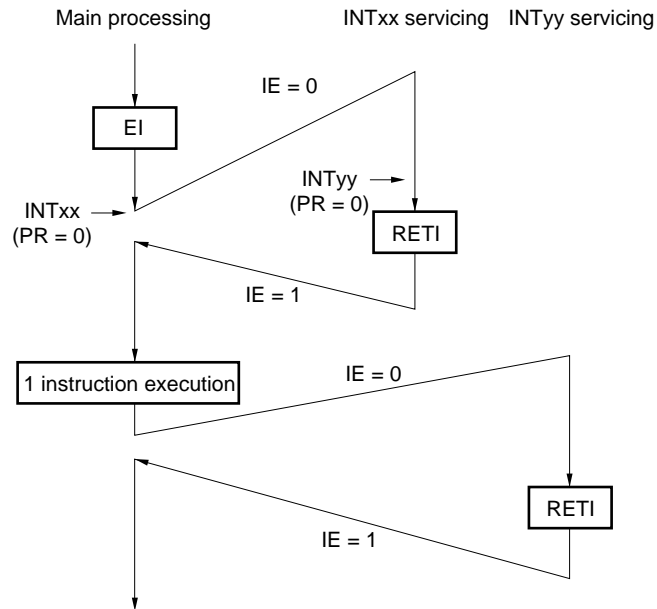 Main processing
INTxx servicing
INTyy servicing
IE = 0
EI
INTyy
(PR = 0)
INTxx
(PR = 0)
RETI
IE = 1
1 instruction execution
IE = 0
RETI
IE = 1